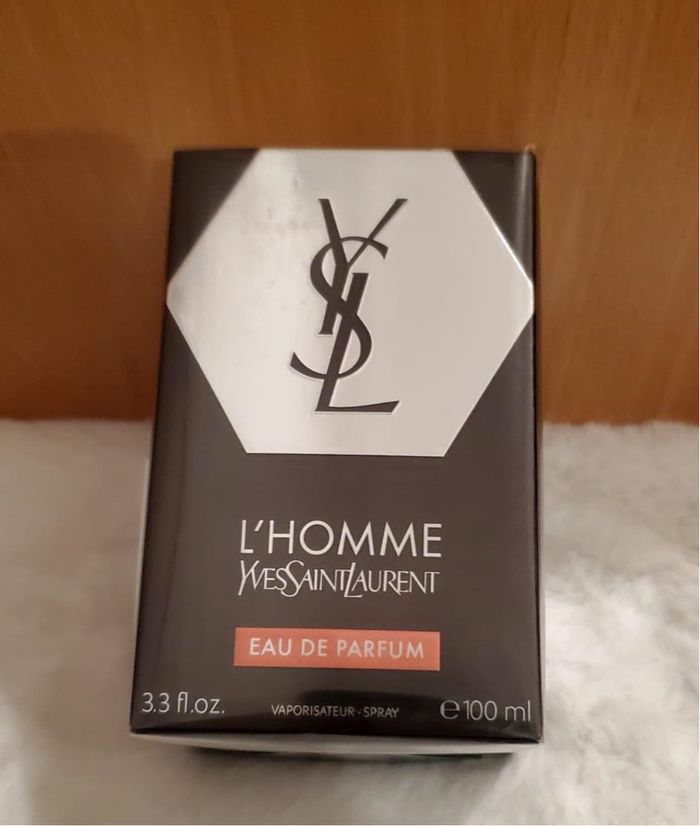 YSL
L'HOMME
YVESSAINTLAURENT
EAU DE PARFUM
3.3 fl.oz. VAPORISATEUR-SPRAY ℮100 ml